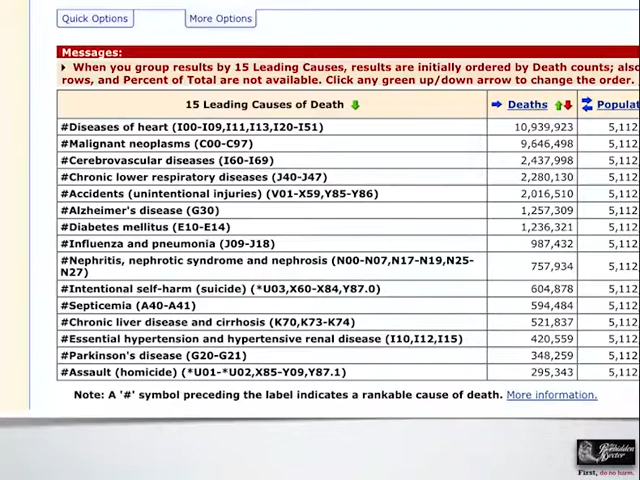 Quick Options
More Options
Messages:
When you group results by 15 Leading Causes, results are initially ordered by Death counts; also
rows, and Percent of Total are not available. Click any green up/down arrow to change the order.
15 Leading Causes of Death Deaths Populat
#Diseases of heart (I00-I09,I11,I13,I20-I51) 10,939,923 5,112
#Malignant neoplasms (C00-C97) 9,646,498 5,112
#Cerebrovascular diseases (I60-I69) 2,437,998 5,112
#Chronic lower respiratory diseases (J40-J47) 2,280,130 5,112
#Accidents (unintentional injuries) (V01-X59,Y85-Y86) 2,016,510 5,112
#Alzheimer's disease (G30) 1,257,309 5,112
#Diabetes mellitus (E10-E14) 1,236,321 5,112
#Influenza and pneumonia (J09-J18) 987,432 5,112
#Nephritis, nephrotic syndrome and nephrosis (N00-N07,N17-N19,N25-
N27) 757,934 5,112
#Intentional self-harm (suicide) (*U03,X60-X84,Y87.0) 604,878 5,112
#Septicemia (A40-A41) 594,484 5,112
#Chronic liver disease and cirrhosis (K70,K73-K74) 521,837 5,112
#Essential hypertension and hypertensive renal disease (I10,I12,I15) 420,559 5,112
#Parkinson's disease (G20-G21) 348,259 5,112
#Assault (homicide) (*U01-*U02,X85-Y09,Y87.1) 295,343 5,112
Note: A '#' symbol preceding the label indicates a rankable cause of death. More information.
Forbidden
Doctor
First, do no harm.